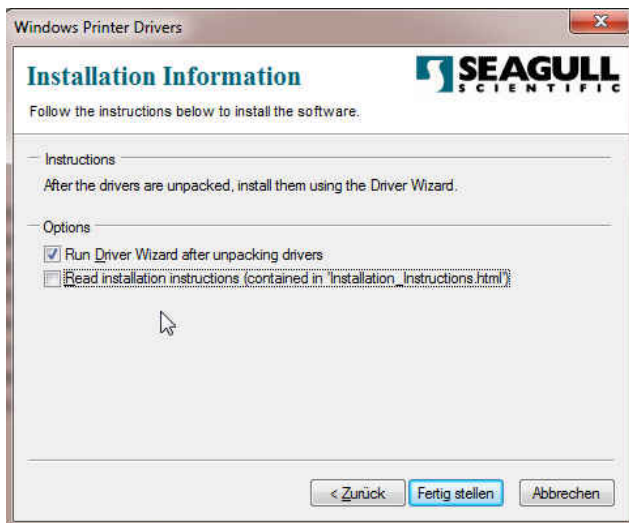 Windows Printer Drivers
Installation Information
SEAGULL
SCIENTIFIC
Follow the instructions below to install the software.
Instructions
After the drivers are unpacked, install them using the Driver Wizard.
Options
Run Driver Wizard after unpacking drivers
Read installation instructions (contained in 'Installation_Instructions.html')
< Zurück
Fertig stellen
Abbrechen